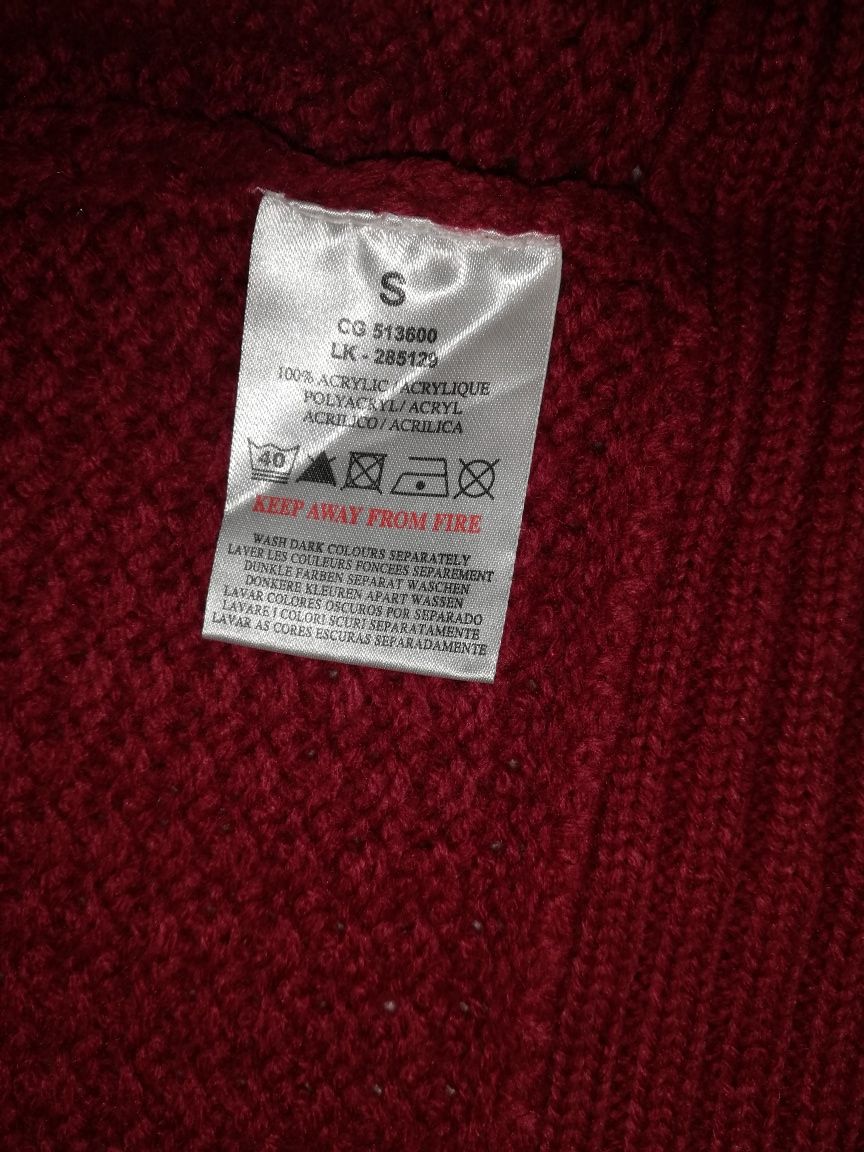 S
CG 513600
LK - 285129
100% ACRYLIC / ACRYLIQUE
POLYACRYL / ACRYL
ACRILICO / ACRILICA
40
KEEP AWAY FROM FIRE
WASH DARK COLOURS SEPARATELY
LAVER LES COULEURS FONCEES SEPAREMENT
DUNKLE FARBEN SEPARAT WASCHEN
DONKERE KLEUREN APART WASSEN
LAVAR COLORES OSCUROS POR SEPARADO
LAVARE I COLORI SCURI SEPARATAMENTE
LAVAR AS CORES ESCURAS SEPARADAMENTE